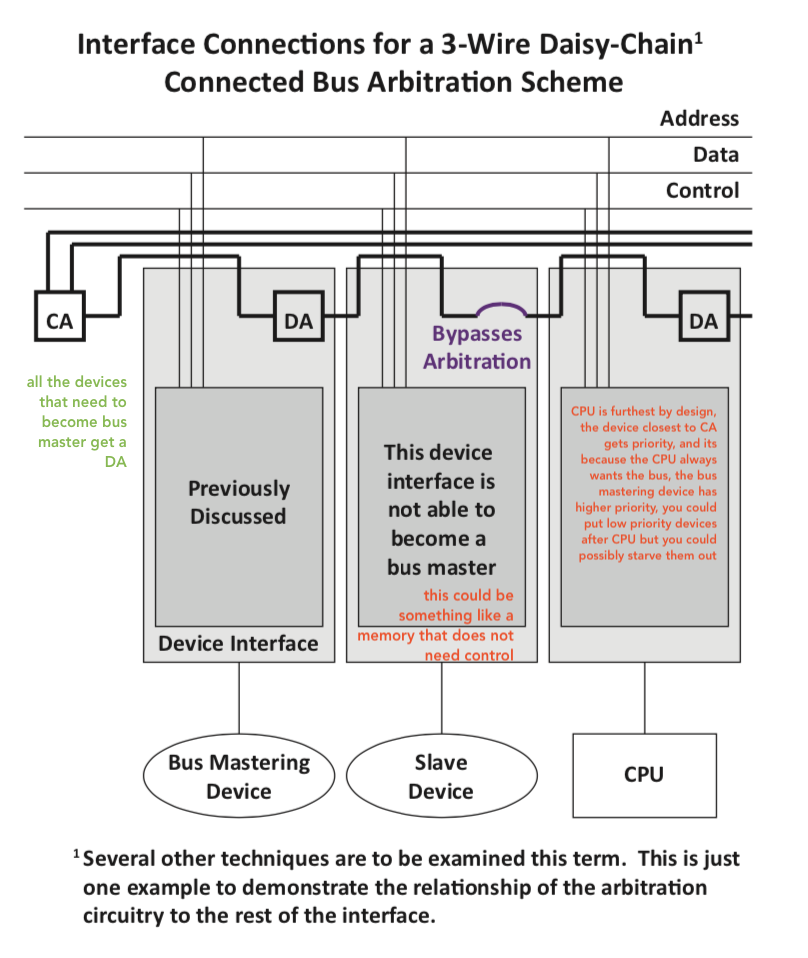 Interface Connections for a 3-Wire Daisy-Chain¹
Connected Bus Arbitration Scheme
Address
Data
Control
CA
DA
DA
Bypasses
Arbitration
all the devices
that need to
become bus
master get a
DA
Previously
Discussed
This device
interface is
not able to
become a
bus master
this could be
something like a
memory that does not
need control
CPU is furthest by design,
the device closest to CA
gets priority, and its
because the CPU always
wants the bus, the bus
mastering device has
higher priority, you could
put low priority devices
after CPU but you could
possibly starve them out
Device Interface
Bus Mastering
Device
Slave
Device
CPU
¹ Several other techniques are to be examined this term.  This is just
one example to demonstrate the relationship of the arbitration
circuitry to the rest of the interface.